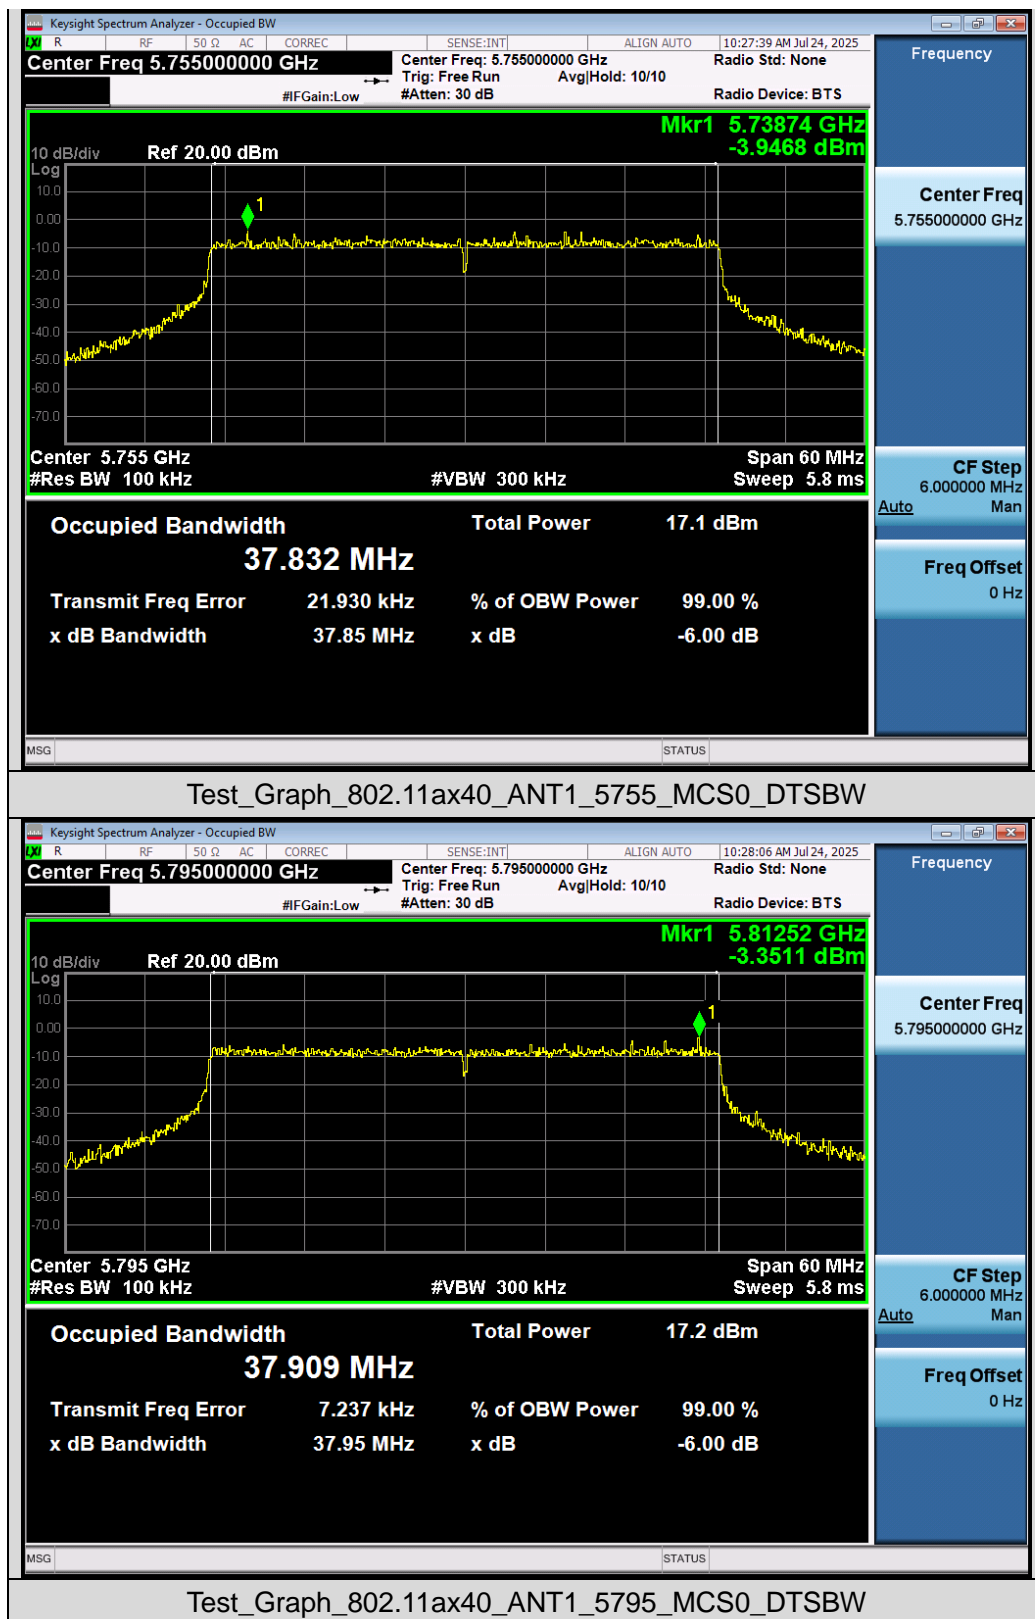 Keysight Spectrum Analyzer - Occupied BW
LXI R RF 50 Ω AC CORREC SENSE:INT ALIGN AUTO 10:27:39 AM Jul 24, 2025
Center Freq 5.755000000 GHz
Center Freq: 5.755000000 GHz
Radio Std: None
Trig: Free Run Avg|Hold: 10/10
#IFGain:Low
#Atten: 30 dB
Radio Device: BTS
Frequency
Mkr1 5.73874 GHz
-3.9468 dBm
10 dB/div Ref 20.00 dBm
Log
10.0
0.00
-10.0
-20.0
-30.0
-40.0
-50.0
-60.0
-70.0
1
Center 5.755 GHz Span 60 MHz
#Res BW 100 kHz #VBW 300 kHz Sweep 5.8 ms
Center Freq
5.755000000 GHz
CF Step
6.000000 MHz
Auto Man
Freq Offset
0 Hz
Occupied Bandwidth Total Power 17.1 dBm
37.832 MHz
Transmit Freq Error 21.930 kHz % of OBW Power 99.00 %
x dB Bandwidth 37.85 MHz x dB -6.00 dB
MSG STATUS
Test_Graph_802.11ax40_ANT1_5755_MCS0_DTSBW
Keysight Spectrum Analyzer - Occupied BW
LXI R RF 50 Ω AC CORREC SENSE:INT ALIGN AUTO 10:28:06 AM Jul 24, 2025
Center Freq 5.795000000 GHz
Center Freq: 5.795000000 GHz
Radio Std: None
Trig: Free Run Avg|Hold: 10/10
#IFGain:Low
#Atten: 30 dB
Radio Device: BTS
Frequency
Mkr1 5.81252 GHz
-3.3511 dBm
10 dB/div Ref 20.00 dBm
Log
10.0
0.00
-10.0
-20.0
-30.0
-40.0
-50.0
-60.0
-70.0
1
Center 5.795 GHz Span 60 MHz
#Res BW 100 kHz #VBW 300 kHz Sweep 5.8 ms
Center Freq
5.795000000 GHz
CF Step
6.000000 MHz
Auto Man
Freq Offset
0 Hz
Occupied Bandwidth Total Power 17.2 dBm
37.909 MHz
Transmit Freq Error 7.237 kHz % of OBW Power 99.00 %
x dB Bandwidth 37.95 MHz x dB -6.00 dB
MSG STATUS
Test_Graph_802.11ax40_ANT1_5795_MCS0_DTSBW